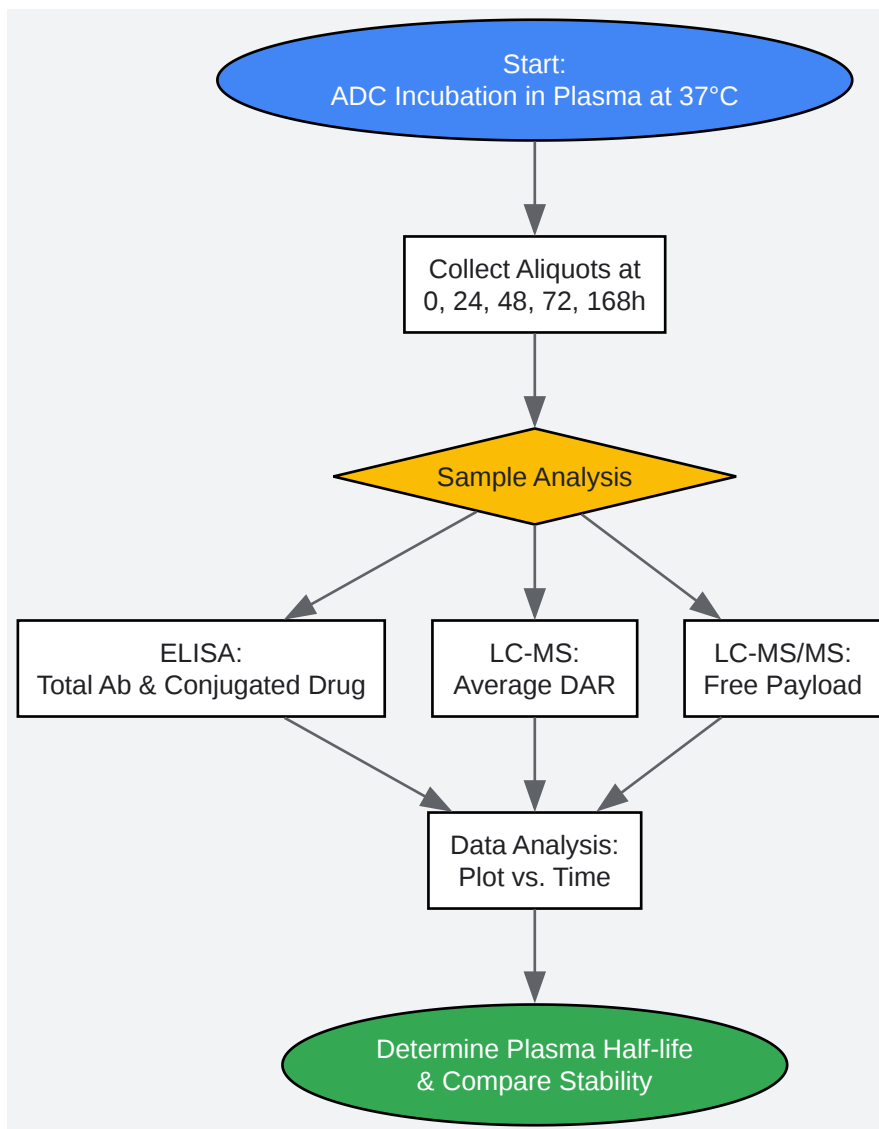 Start:
ADC Incubation in Plasma at 37°C
Collect Aliquots at
0, 24, 48, 72, 168h
Sample Analysis
ELISA:
Total Ab & Conjugated Drug
LC-MS:
Average DAR
LC-MS/MS:
Free Payload
Data Analysis:
Plot vs. Time
Determine Plasma Half-life
& Compare Stability